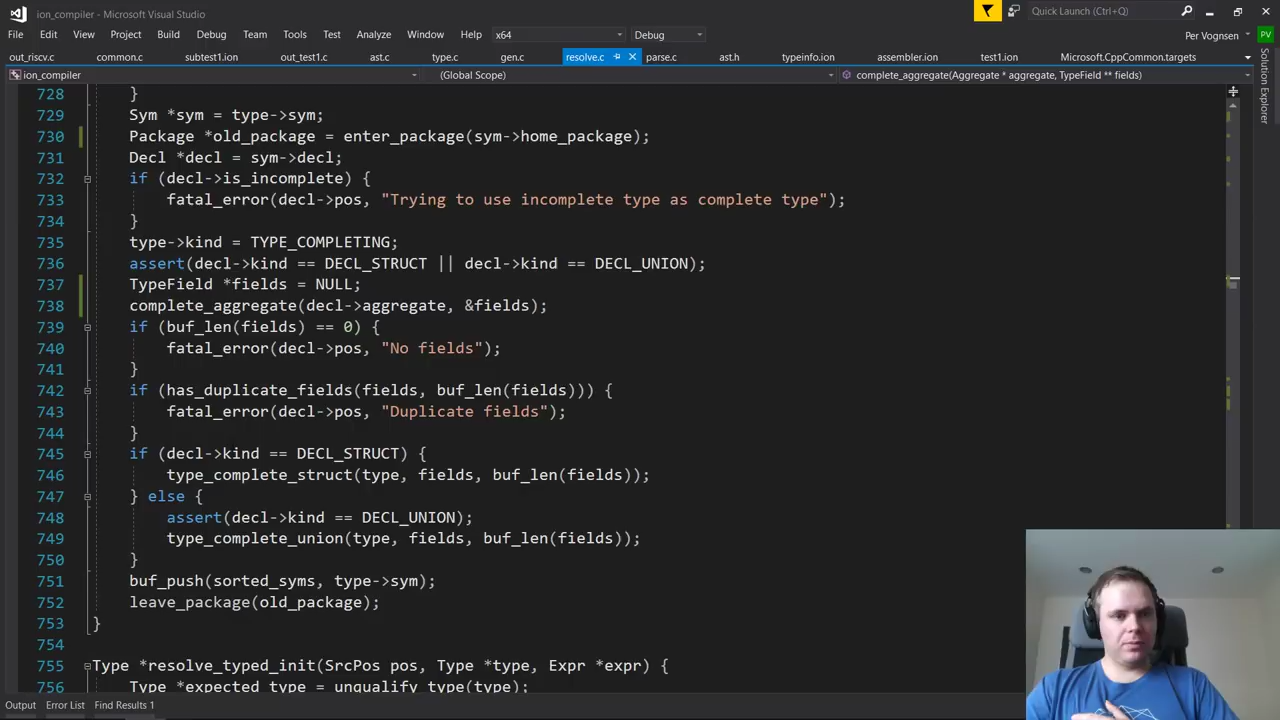 ion_compiler - Microsoft Visual Studio
Quick Launch (Ctrl+Q)
File Edit View Project Build Debug Team Tools Test Analyze Window Help x64 Debug
Per Vognsen PV
out_riscv.c common.c subtest1.ion out_test1.c ast.c type.c gen.c resolve.c parse.c ast.h typeinfo.ion assembler.ion test1.ion Microsoft.CppCommon.targets
ion_compiler (Global Scope) complete_aggregate(Aggregate * aggregate, TypeField ** fields)
Solution Explorer
728 }
729 Sym *sym = type->sym;
730 Package *old_package = enter_package(sym->home_package);
731 Decl *decl = sym->decl;
732 if (decl->is_incomplete) {
733 fatal_error(decl->pos, "Trying to use incomplete type as complete type");
734 }
735 type->kind = TYPE_COMPLETING;
736 assert(decl->kind == DECL_STRUCT || decl->kind == DECL_UNION);
737 TypeField *fields = NULL;
738 complete_aggregate(decl->aggregate, &fields);
739 if (buf_len(fields) == 0) {
740 fatal_error(decl->pos, "No fields");
741 }
742 if (has_duplicate_fields(fields, buf_len(fields))) {
743 fatal_error(decl->pos, "Duplicate fields");
744 }
745 if (decl->kind == DECL_STRUCT) {
746 type_complete_struct(type, fields, buf_len(fields));
747 } else {
748 assert(decl->kind == DECL_UNION);
749 type_complete_union(type, fields, buf_len(fields));
750 }
751 buf_push(sorted_syms, type->sym);
752 leave_package(old_package);
753 }
754
755 Type *resolve_typed_init(SrcPos pos, Type *type, Expr *expr) {
756 Type *expected_type = unqualify_type(type);
Output Error List Find Results 1